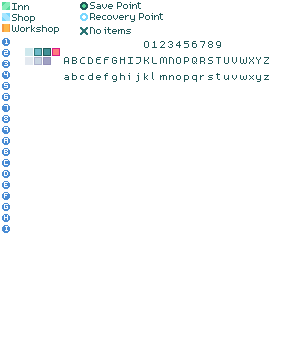 Inn
Shop
Workshop
Save Point
Recovery Point
No items
0123456789
ABCDEFGHIJKLMNOPQRSTUVWXYZ
abcdefghijklmnopqrstuvwxyz
1
2
3
4
5
6
7
8
9
A
B
C
D
E
F
G
H
I